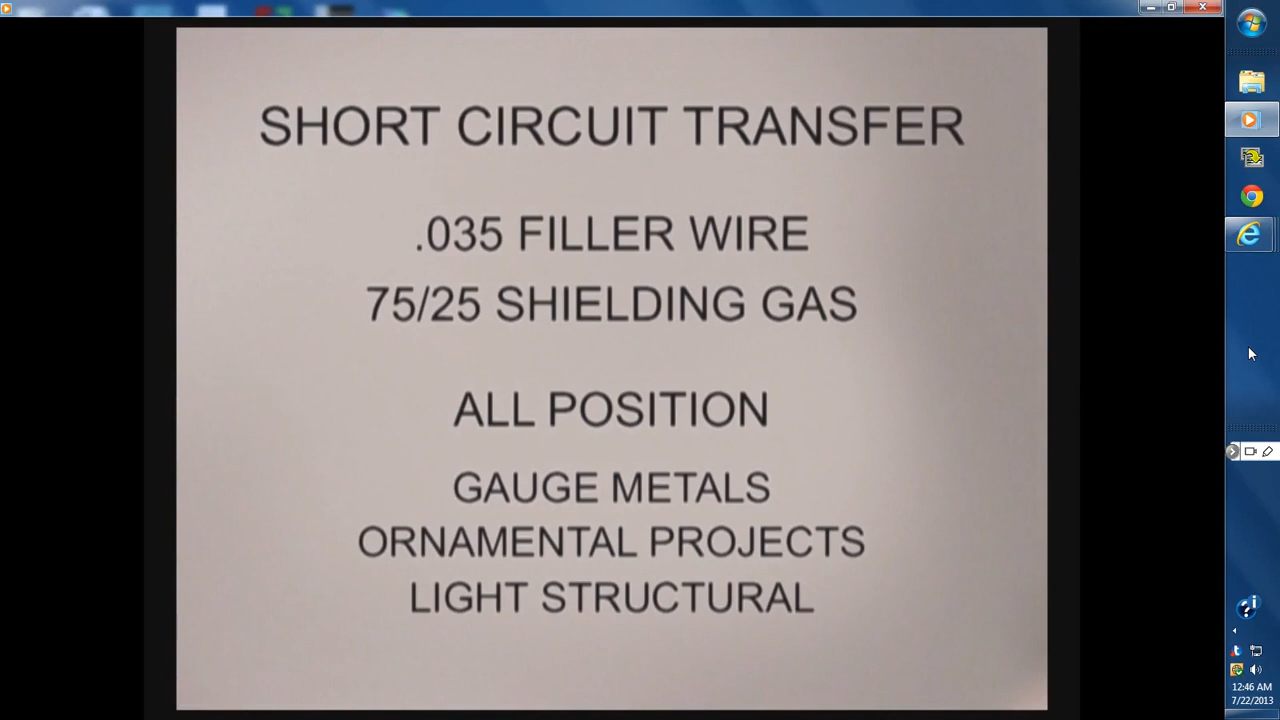 SHORT CIRCUIT TRANSFER
.035 FILLER WIRE
75/25 SHIELDING GAS
ALL POSITION
GAUGE METALS
ORNAMENTAL PROJECTS
LIGHT STRUCTURAL
12:46 AM
7/22/2013